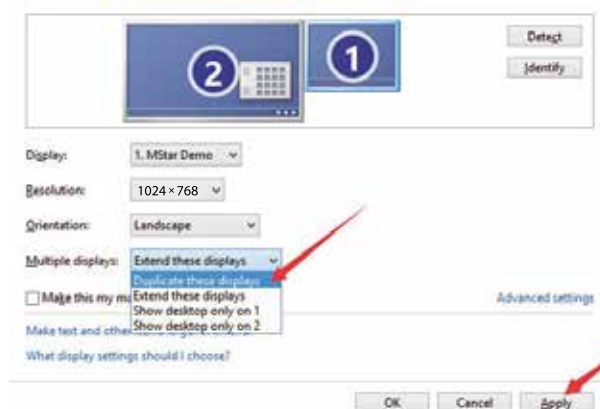 2
1
Detect
Identify
Display: 1. MStar Demo
Resolution: 1024×768
Orientation: Landscape
Multiple displays: Extend these displays
Duplicate these displays
Make this my Extend these displays
Show desktop only on 1
Make text and Show desktop only on 2
Advanced settings
What display settings should I choose?
OK Cancel Apply